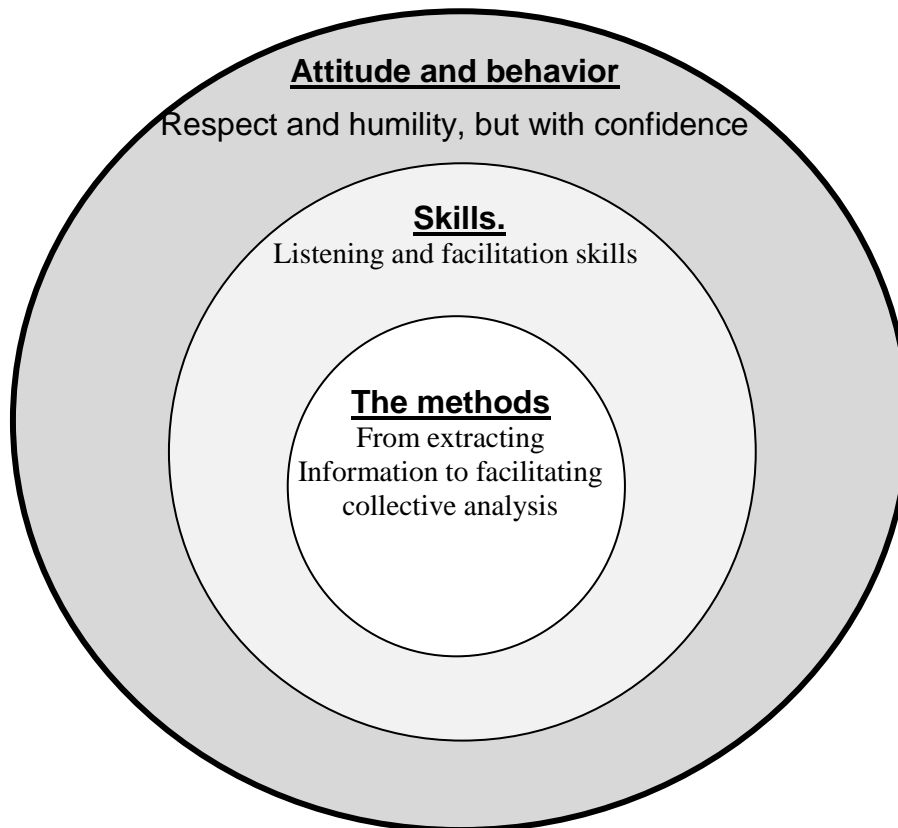 Attitude and behavior
Respect and humility, but with confidence
Skills.
Listening and facilitation skills
The methods
From extracting
Information to facilitating
collective analysis